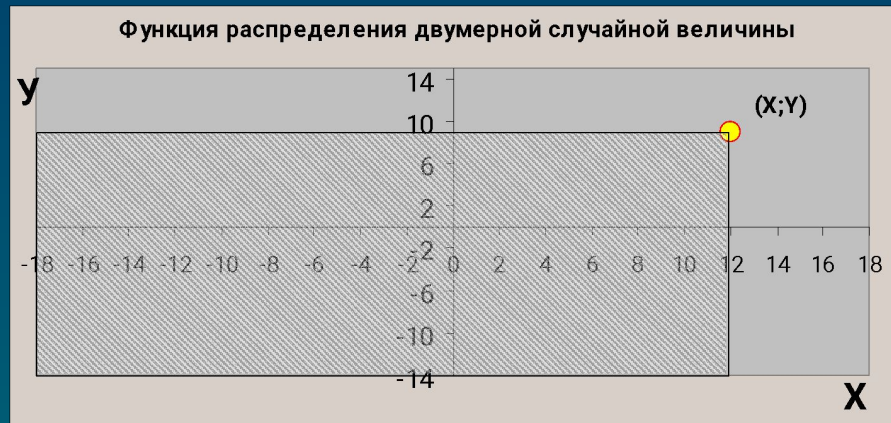 Функция распределения двумерной случайной величины
У
14
(X;Y)
10
6
2
-2
-18 -16 -14 -12 -10 -8 -6 -4 -2 0 2 4 6 8 10 12 14 16 18
-6
-10
-14
Х